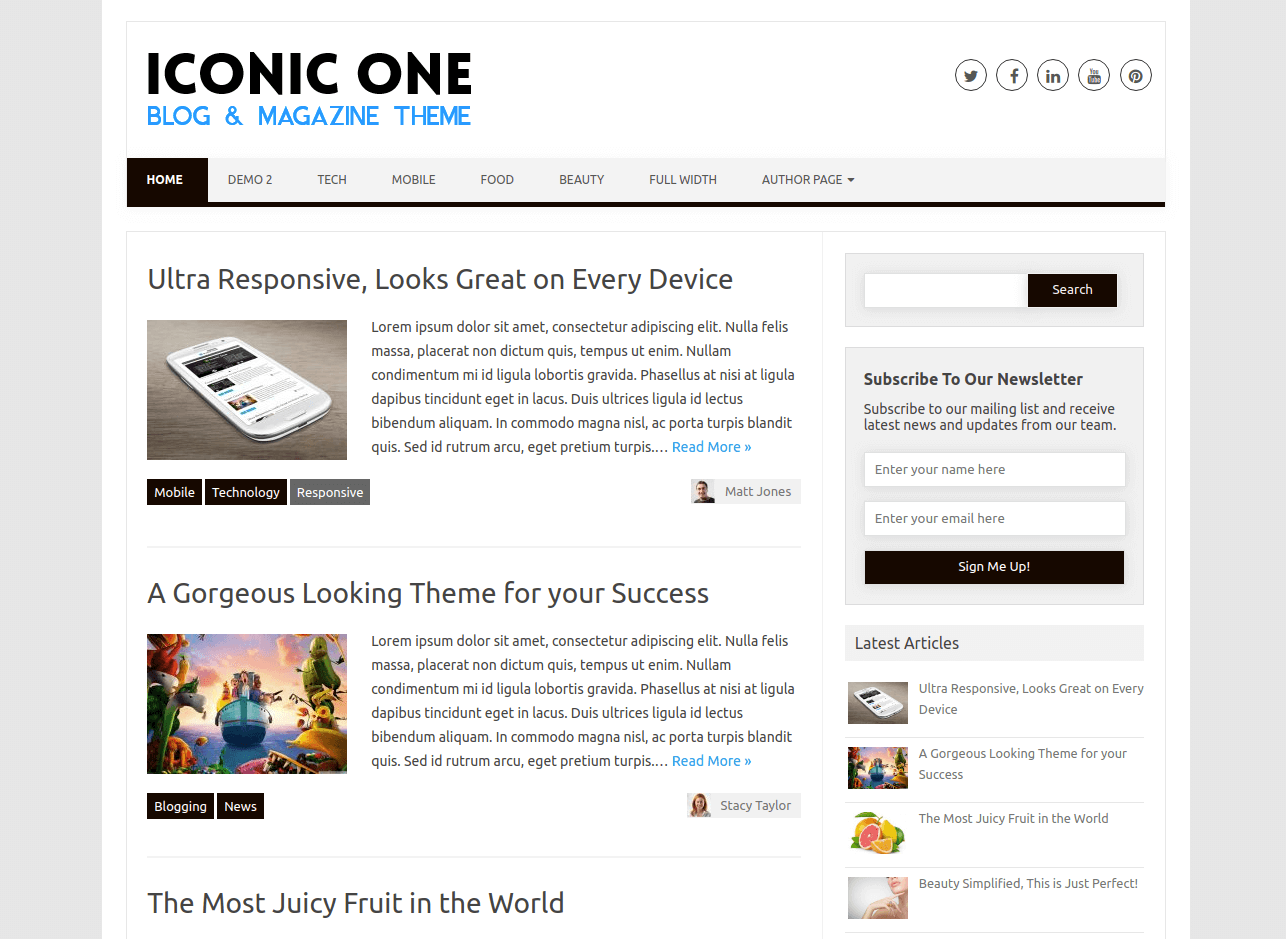 ICONIC ONE
BLOG & MAGAZINE THEME
You
Tube
HOME
DEMO 2
TECH
MOBILE
FOOD
BEAUTY
FULL WIDTH
AUTHOR PAGE
Ultra Responsive, Looks Great on Every Device
Lorem ipsum dolor sit amet, consectetur adipiscing elit. Nulla felis
massa, placerat non dictum quis, tempus ut enim. Nullam
condimentum mi id ligula lobortis gravida. Phasellus at nisi at ligula
dapibus tincidunt eget in lacus. Duis ultrices ligula id lectus
bibendum aliquam. In commodo magna nisl, ac porta turpis blandit
quis. Sed id rutrum arcu, eget pretium turpis.… Read More »
Mobile
Technology
Responsive
Matt Jones
A Gorgeous Looking Theme for your Success
Lorem ipsum dolor sit amet, consectetur adipiscing elit. Nulla felis
massa, placerat non dictum quis, tempus ut enim. Nullam
condimentum mi id ligula lobortis gravida. Phasellus at nisi at ligula
dapibus tincidunt eget in lacus. Duis ultrices ligula id lectus
bibendum aliquam. In commodo magna nisl, ac porta turpis blandit
quis. Sed id rutrum arcu, eget pretium turpis.… Read More »
Blogging
News
Stacy Taylor
The Most Juicy Fruit in the World
Search
Subscribe To Our Newsletter
Subscribe to our mailing list and receive
latest news and updates from our team.
Enter your name here
Enter your email here
Sign Me Up!
Latest Articles
Ultra Responsive, Looks Great on Every
Device
A Gorgeous Looking Theme for your
Success
The Most Juicy Fruit in the World
Beauty Simplified, This is Just Perfect!